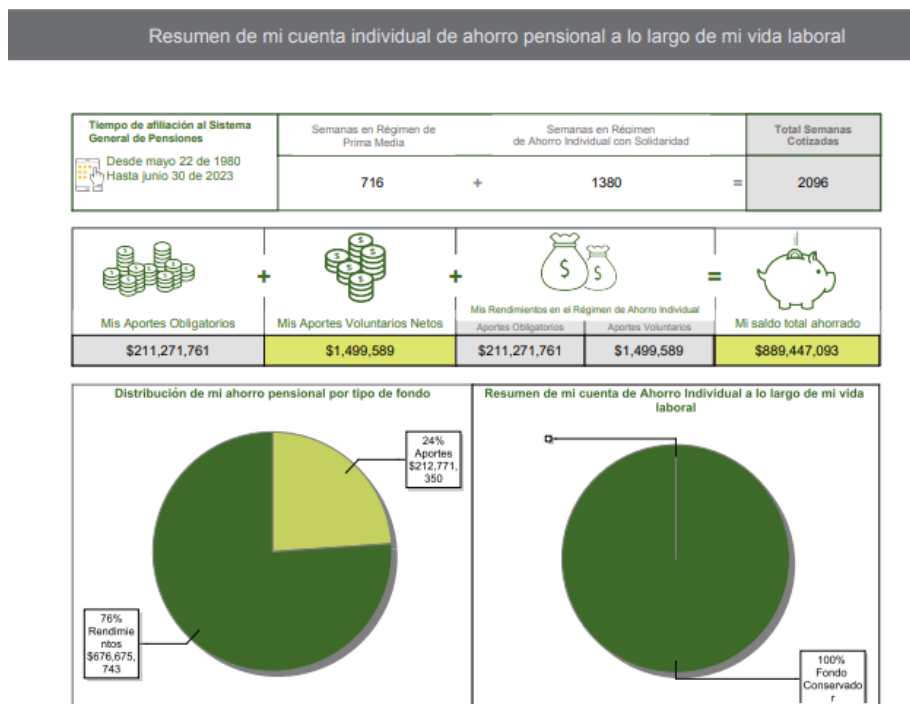 Resumen de mi cuenta individual de ahorro pensional a lo largo de mi vida laboral
Tiempo de afiliación al Sistema
General de Pensiones
Desde mayo 22 de 1980
Hasta junio 30 de 2023
Semanas en Régimen de
Prima Media
Semanas en Régimen
de Ahorro Individual con Solidaridad
Total Semanas
Cotizadas
716 + 1380 = 2096
+ + =
Mis Aportes Obligatorios
Mis Aportes Voluntarios Netos
Mis Rendimientos en el Régimen de Ahorro Individual
Aportes Obligatorios
Aportes Voluntarios
Mi saldo total ahorrado
$211,271,761
$1,499,589
$211,271,761
$1,499,589
$889,447,093
Distribución de mi ahorro pensional por tipo de fondo
24%
Aportes
$212,771,
350
76%
Rendimie
ntos
$676,675,
743
Resumen de mi cuenta de Ahorro Individual a lo largo de mi vida
laboral
100%
Fondo
Conservado
r